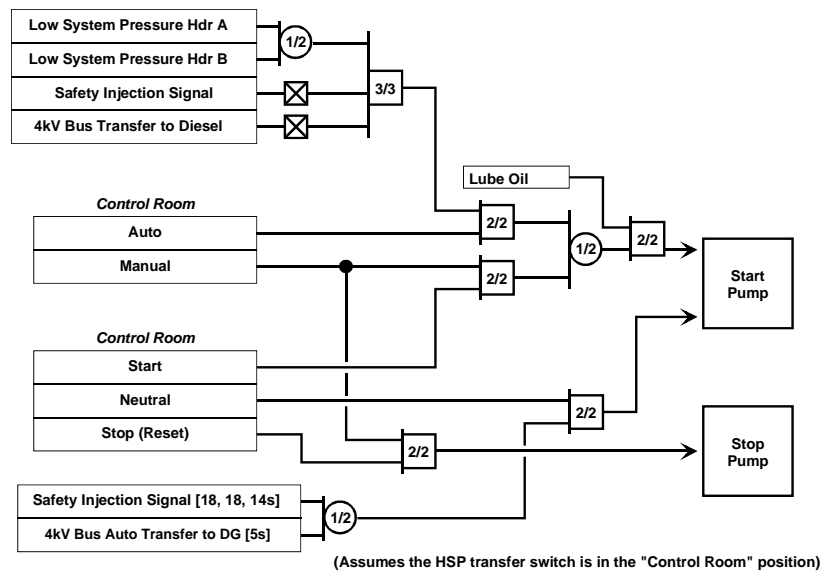 Low System Pressure Hdr A
Low System Pressure Hdr B
1/2
Safety Injection Signal
3/3
4kV Bus Transfer to Diesel
Lube Oil
Control Room
Auto
2/2
Manual
2/2
1/2
2/2
Start
Pump
Control Room
Start
Neutral
2/2
Stop (Reset)
2/2
Stop
Pump
Safety Injection Signal [18, 18, 14s]
1/2
4kV Bus Auto Transfer to DG [5s]
(Assumes the HSP transfer switch is in the "Control Room" position)